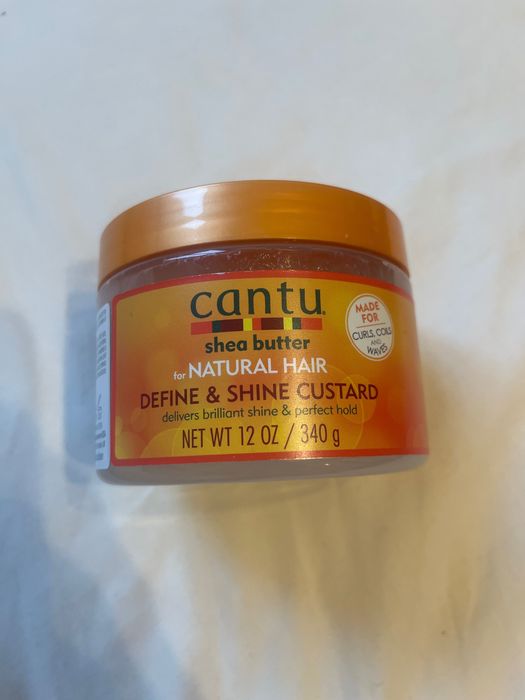 cantu.
shea butter
for NATURAL HAIR
DEFINE & SHINE CUSTARD
delivers brilliant shine & perfect hold
NET WT 12 OZ / 340 g
MADE
FOR
CURLS, COILS
AND
WAVES